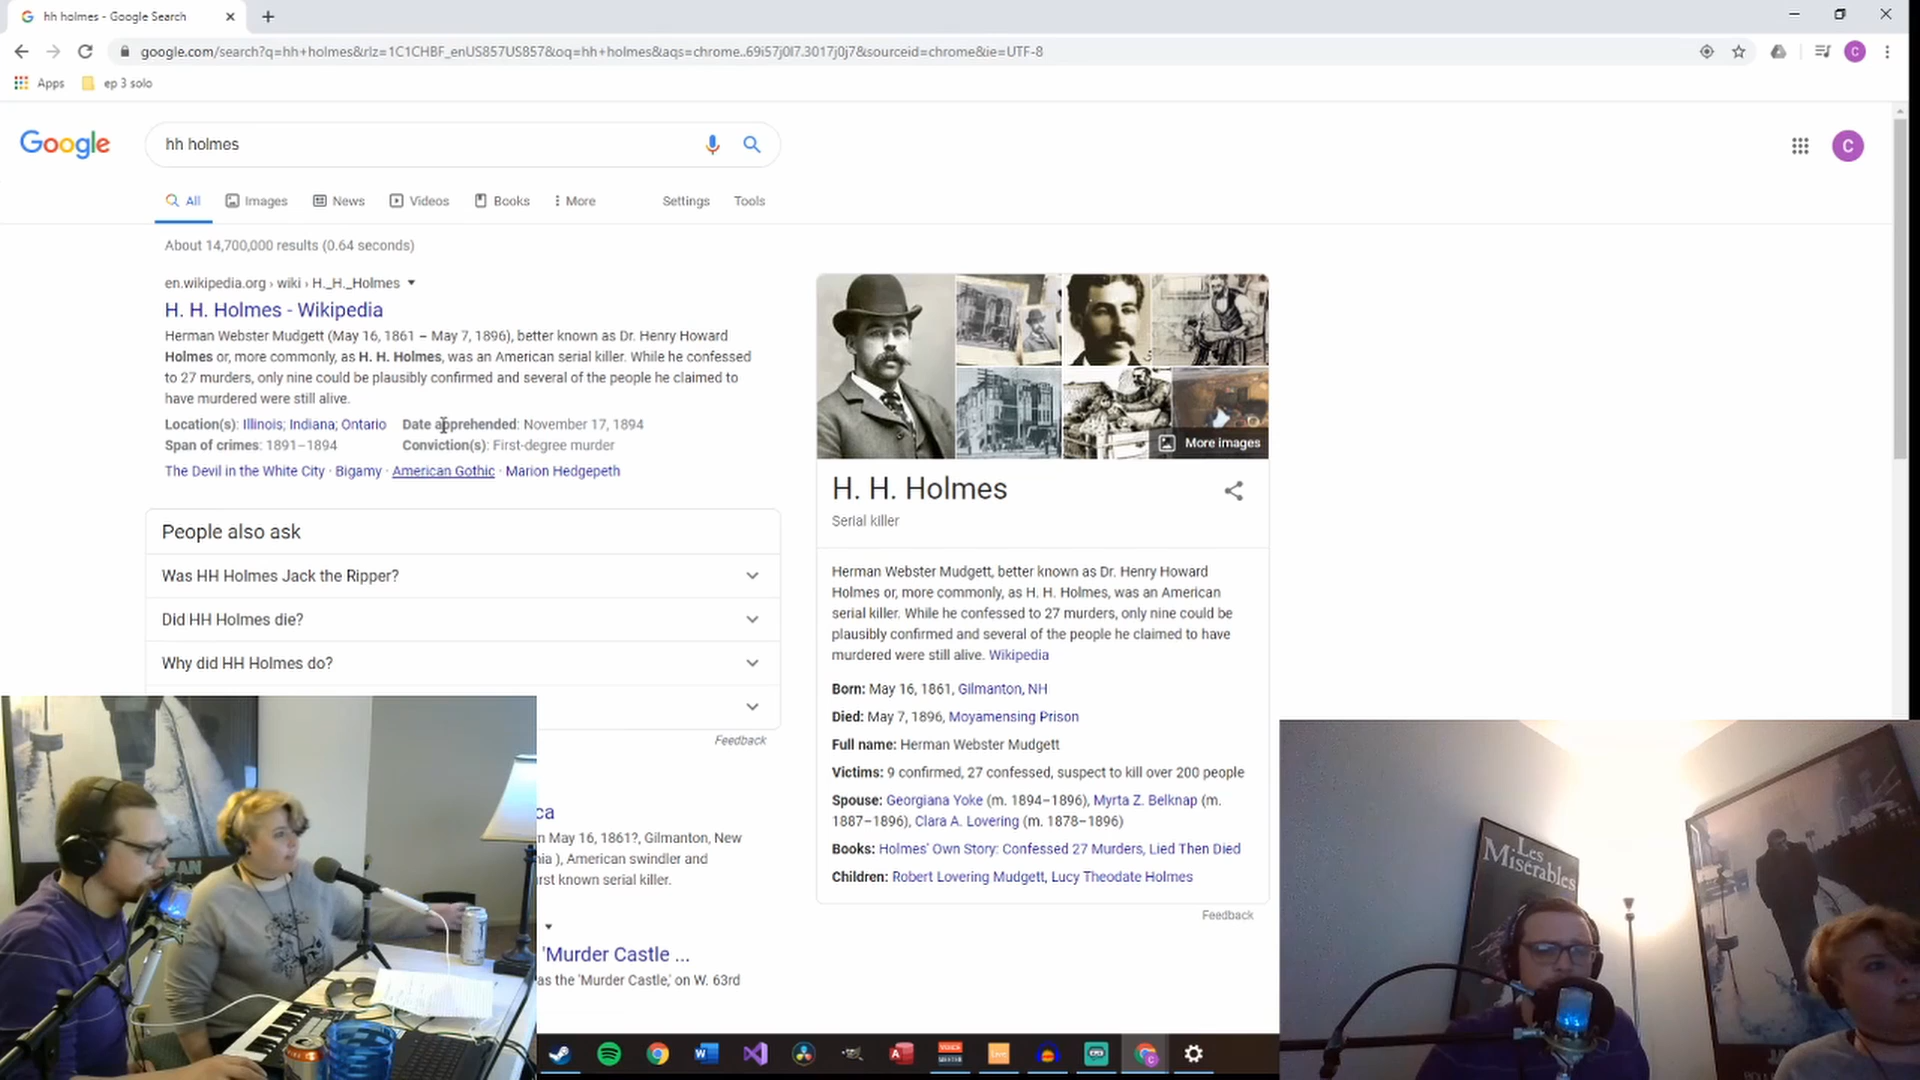 hh holmes - Google Search
google.com/search?q=hh+holmes&rlz=1C1CHBF_enUS857US857&oq=hh+holmes&aqs=chrome..69i57j0l7.3017j0j7&sourceid=chrome&ie=UTF-8
C
Apps
ep 3 solo
Google
hh holmes
C
All
Images
News
Videos
Books
More
Settings
Tools
About 14,700,000 results (0.64 seconds)
en.wikipedia.org › wiki › H._H._Holmes
H. H. Holmes - Wikipedia
Herman Webster Mudgett (May 16, 1861 – May 7, 1896), better known as Dr. Henry Howard
Holmes or, more commonly, as H. H. Holmes, was an American serial killer. While he confessed
to 27 murders, only nine could be plausibly confirmed and several of the people he claimed to
have murdered were still alive.
Location(s): Illinois; Indiana; Ontario
Date apprehended: November 17, 1894
Span of crimes: 1891–1894
Conviction(s): First-degree murder
The Devil in the White City · Bigamy · American Gothic · Marion Hedgepeth
People also ask
Was HH Holmes Jack the Ripper?
Did HH Holmes die?
Why did HH Holmes do?
Feedback
ca
n May 16, 1861?, Gilmanton, New
nia ), American swindler and
rst known serial killer.
'Murder Castle ...
as the 'Murder Castle,' on W. 63rd
More images
H. H. Holmes
Serial killer
Herman Webster Mudgett, better known as Dr. Henry Howard
Holmes or, more commonly, as H. H. Holmes, was an American
serial killer. While he confessed to 27 murders, only nine could be
plausibly confirmed and several of the people he claimed to have
murdered were still alive. Wikipedia
Born: May 16, 1861, Gilmanton, NH
Died: May 7, 1896, Moyamensing Prison
Full name: Herman Webster Mudgett
Victims: 9 confirmed, 27 confessed, suspect to kill over 200 people
Spouse: Georgiana Yoke (m. 1894–1896), Myrta Z. Belknap (m.
1887–1896), Clara A. Lovering (m. 1878–1896)
Books: Holmes' Own Story: Confessed 27 Murders, Lied Then Died
Children: Robert Lovering Mudgett, Lucy Theodate Holmes
Feedback
Les
Misérables